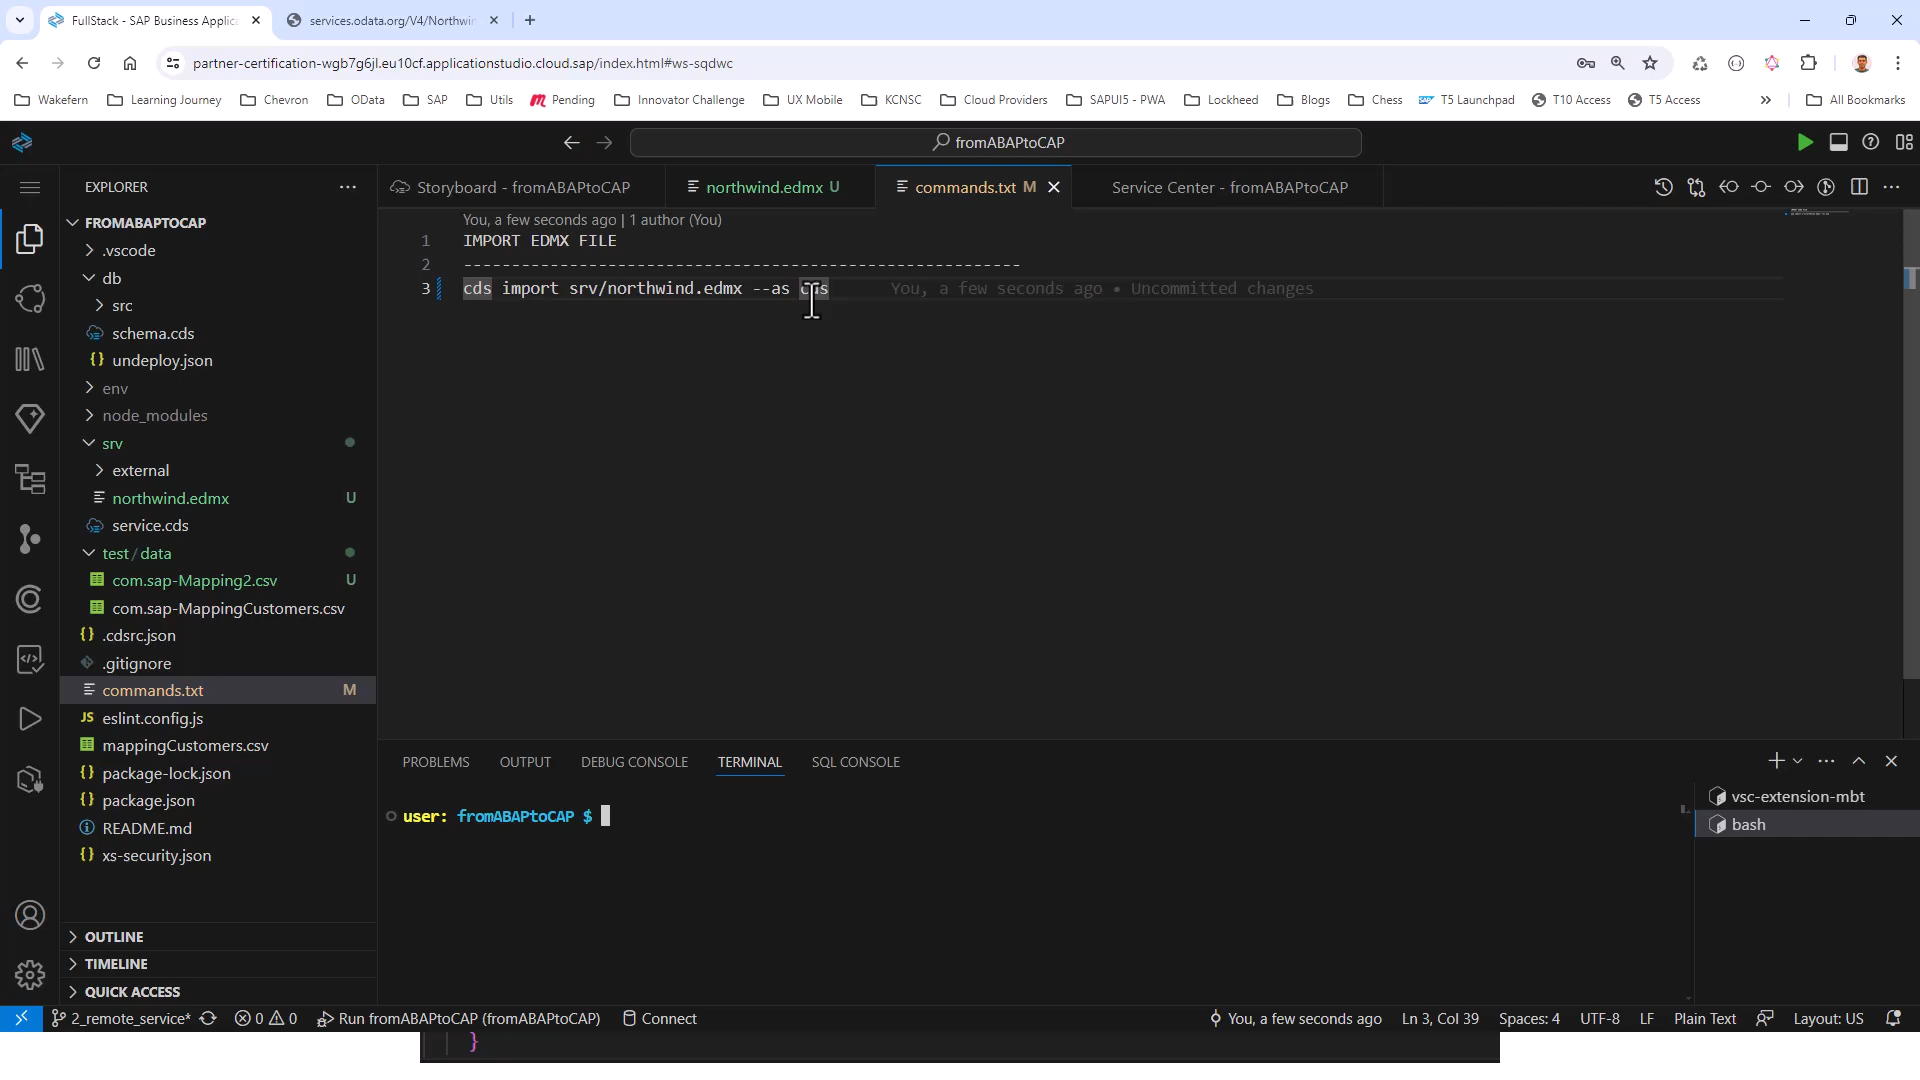 FullStack - SAP Business Applic
services.odata.org/V4/Northwin
partner-certification-wgb7g6jl.eu10cf.applicationstudio.cloud.sap/index.html#ws-sqdwc
Wakefern
Learning Journey
Chevron
OData
SAP
Utils
Pending
Innovator Challenge
UX Mobile
KCNSC
Cloud Providers
SAPUI5 - PWA
Lockheed
Blogs
Chess
T5 Launchpad
T10 Access
T5 Access
All Bookmarks
fromABAPtoCAP
EXPLORER
Storyboard - fromABAPtoCAP
northwind.edmx U
commands.txt M
Service Center - fromABAPtoCAP
FROMABAPTOCAP
.vscode
db
src
schema.cds
undeploy.json
env
node_modules
srv
external
northwind.edmx U
service.cds
test / data
com.sap-Mapping2.csv U
com.sap-MappingCustomers.csv
.cdsrc.json
.gitignore
commands.txt M
eslint.config.js
mappingCustomers.csv
package-lock.json
package.json
README.md
xs-security.json
OUTLINE
TIMELINE
QUICK ACCESS
You, a few seconds ago | 1 author (You)
1 IMPORT EDMX FILE
2 ----------------------------------------------------------
3 cds import srv/northwind.edmx --as cds You, a few seconds ago • Uncommitted changes
PROBLEMS
OUTPUT
DEBUG CONSOLE
TERMINAL
SQL CONSOLE
user: fromABAPtoCAP $
vsc-extension-mbt
bash
2_remote_service*
0
0
Run fromABAPtoCAP (fromABAPtoCAP)
Connect
You, a few seconds ago
Ln 3, Col 39
Spaces: 4
UTF-8
LF
Plain Text
Layout: US
}